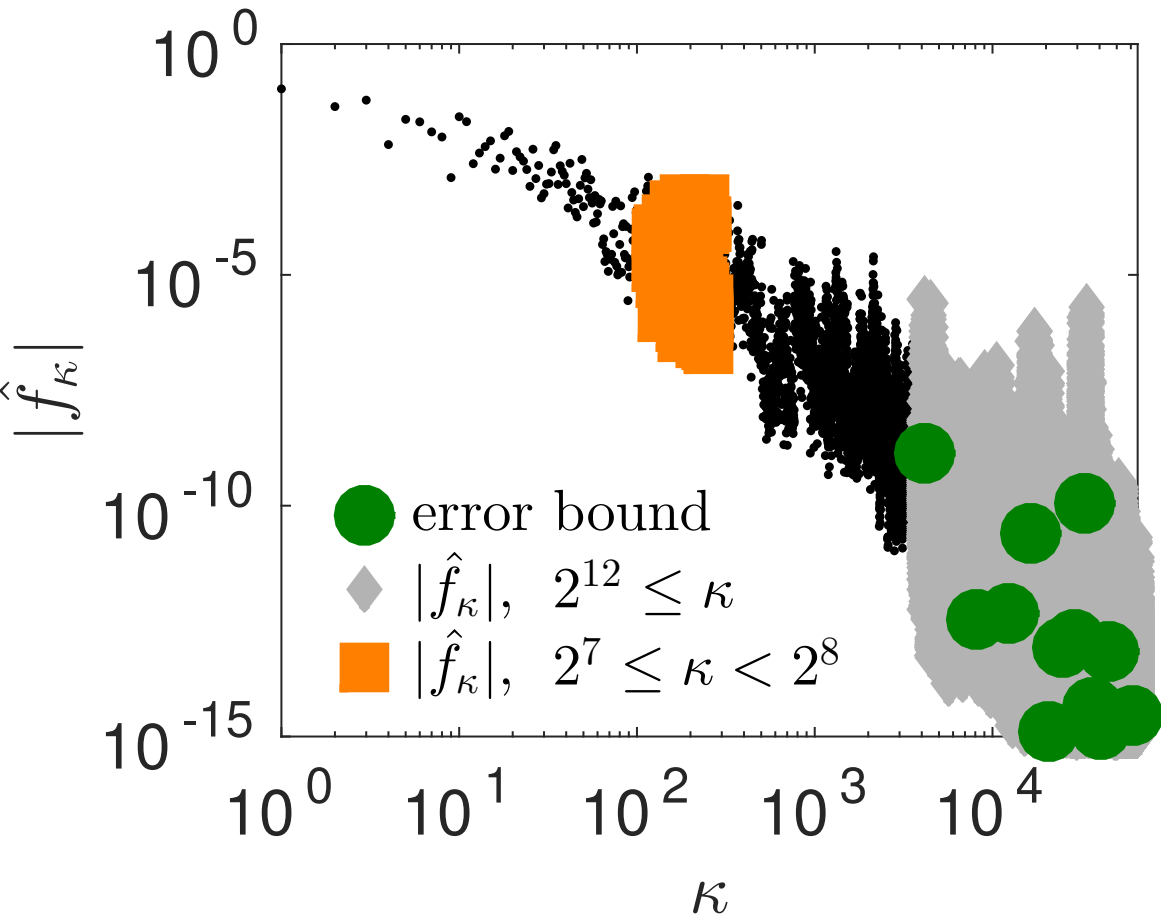 10^0
10^-5
10^-10
10^-15
|f̂_κ|
error bound
|f̂_κ|, 2^12 ≤ κ
|f̂_κ|, 2^7 ≤ κ < 2^8
10^0 10^1 10^2 10^3 10^4
κ